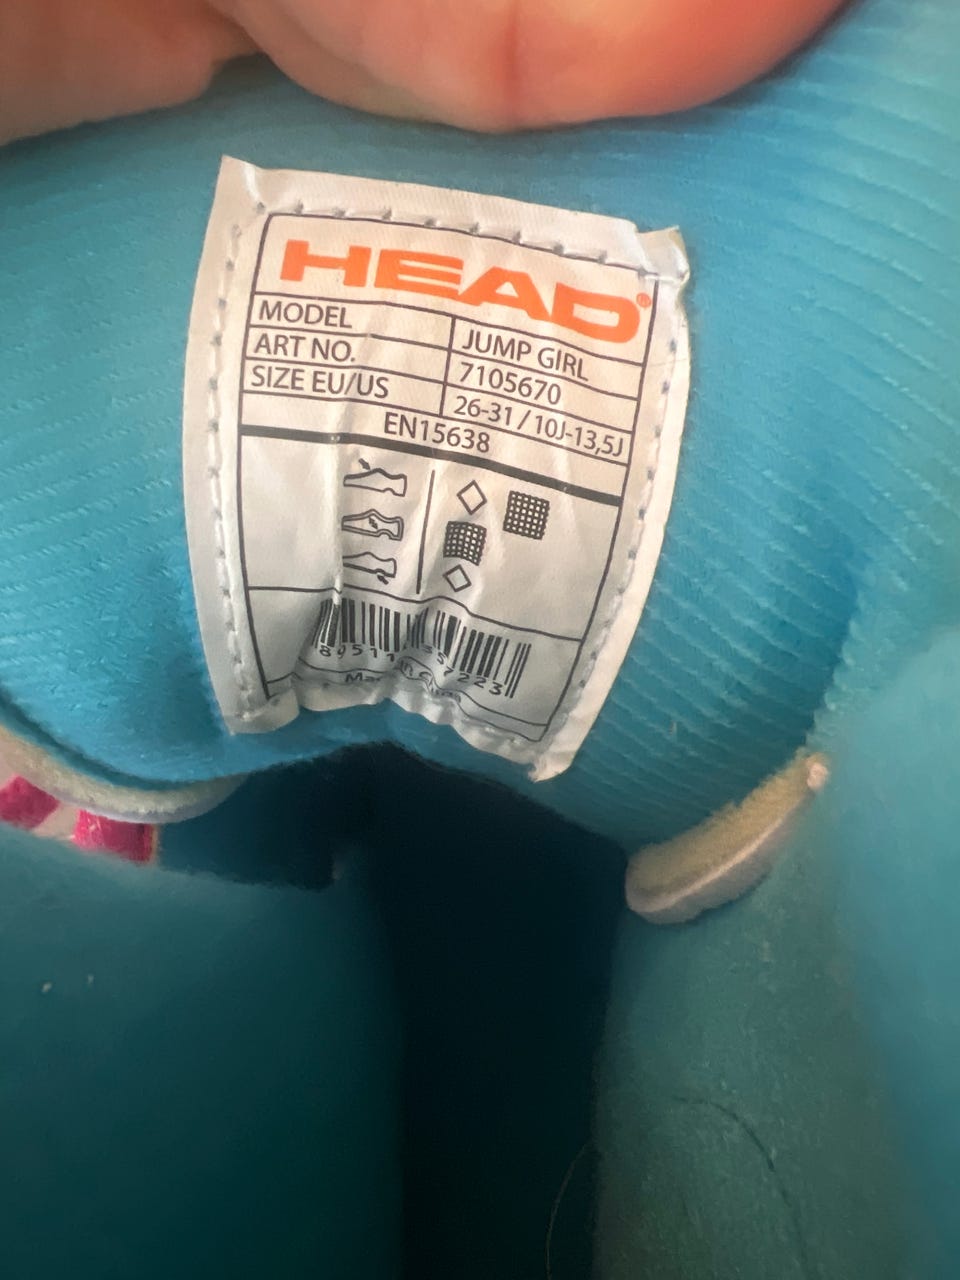 HEAD®
MODEL JUMP GIRL
ART NO. 7105670
SIZE EU/US 26-31 / 10J-13,5J
EN15638